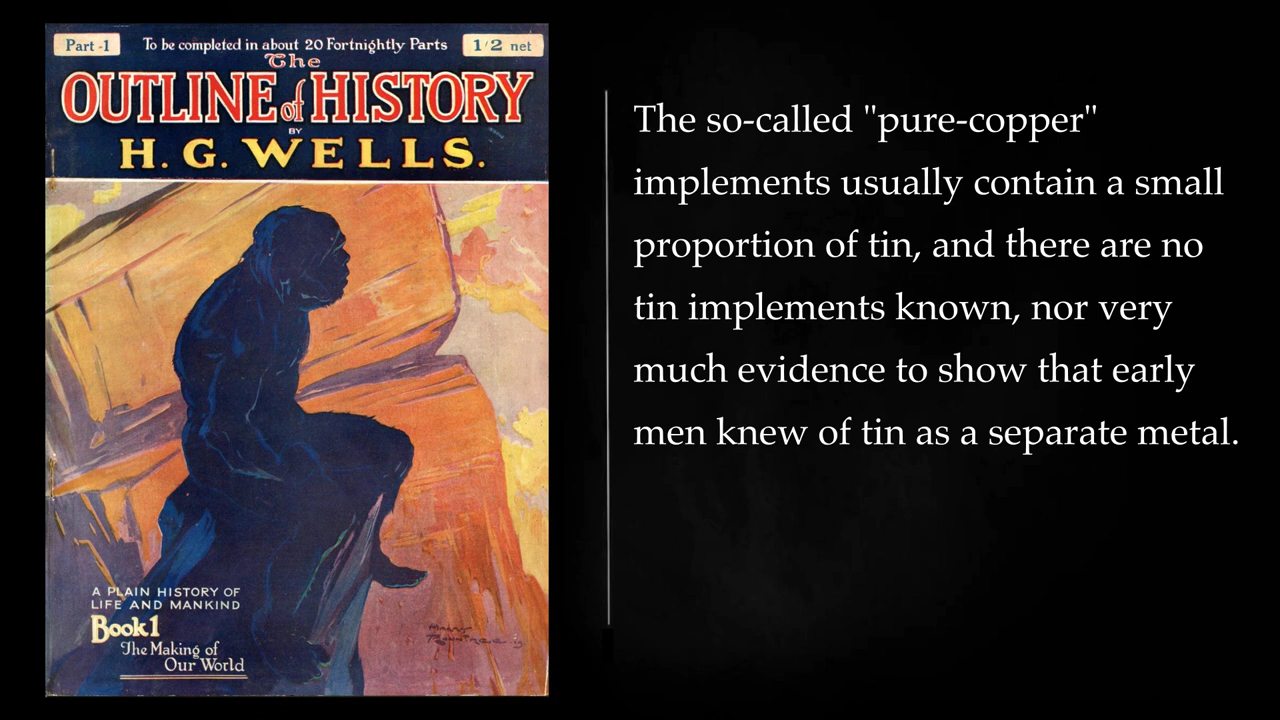 Part -1
To be completed in about 20 Fortnightly Parts
1/2 net
The
OUTLINE of HISTORY
BY
H. G. WELLS.
A PLAIN HISTORY OF
LIFE AND MANKIND
Book 1
The Making of
Our World
The so-called "pure-copper"
implements usually contain a small
proportion of tin, and there are no
tin implements known, nor very
much evidence to show that early
men knew of tin as a separate metal.